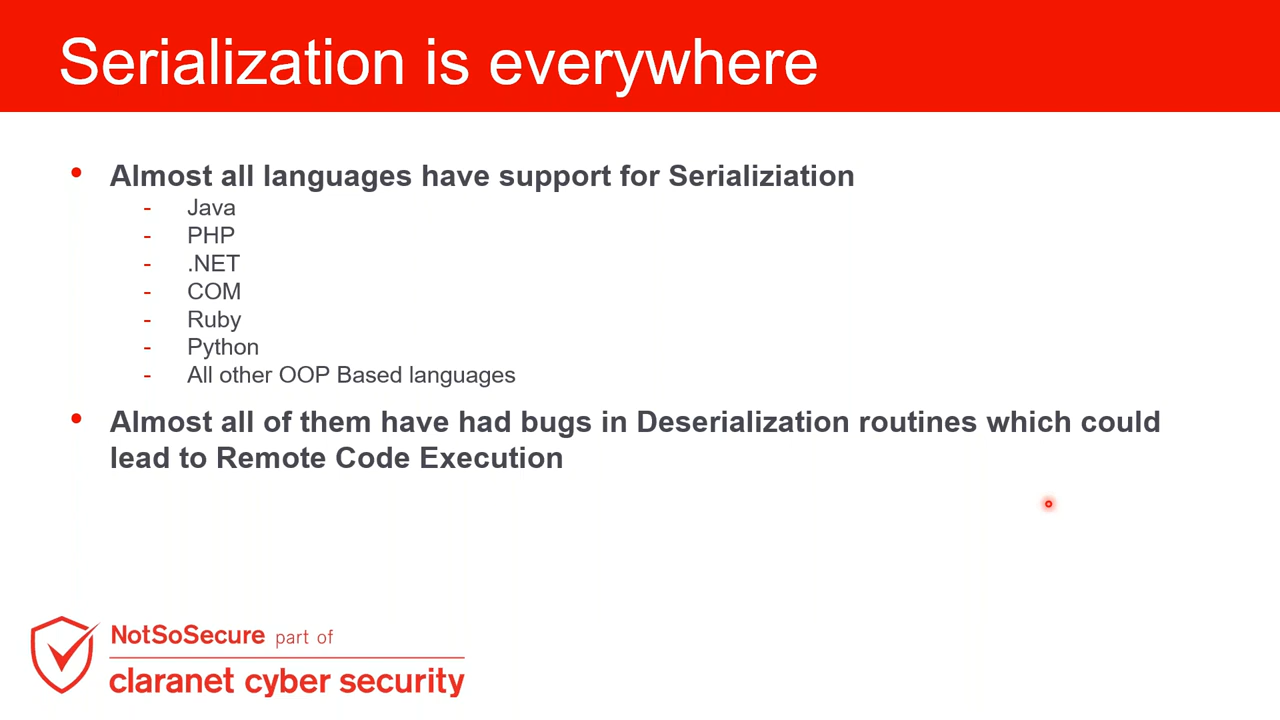 Serialization is everywhere
• Almost all languages have support for Serializiation
- Java
- PHP
- .NET
- COM
- Ruby
- Python
- All other OOP Based languages
• Almost all of them have had bugs in Deserialization routines which could
lead to Remote Code Execution
NotSoSecure part of
claranet cyber security